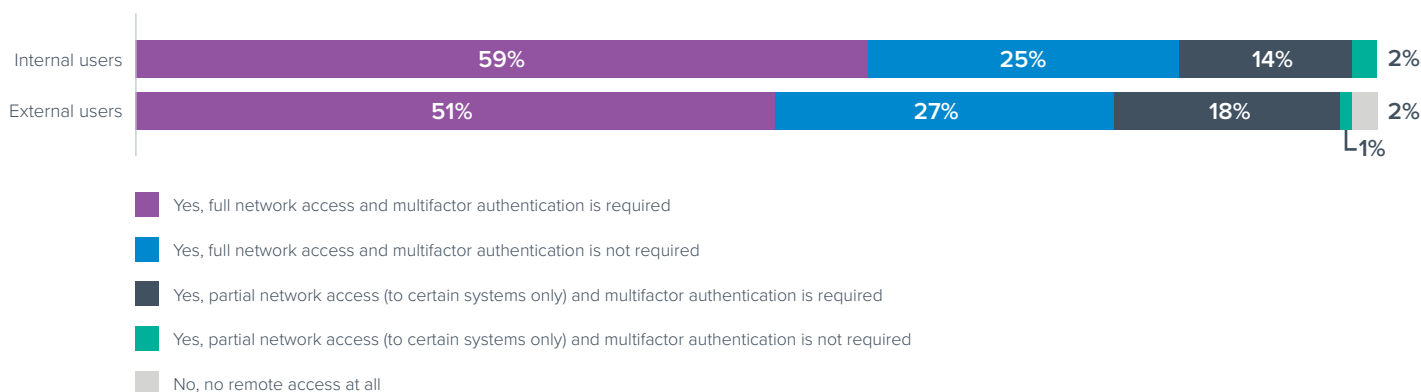 Internal users 59% 25% 14% 2%
External users 51% 27% 18% 2%
1%
Yes, full network access and multifactor authentication is required
Yes, full network access and multifactor authentication is not required
Yes, partial network access (to certain systems only) and multifactor authentication is required
Yes, partial network access (to certain systems only) and multifactor authentication is not required
No, no remote access at all